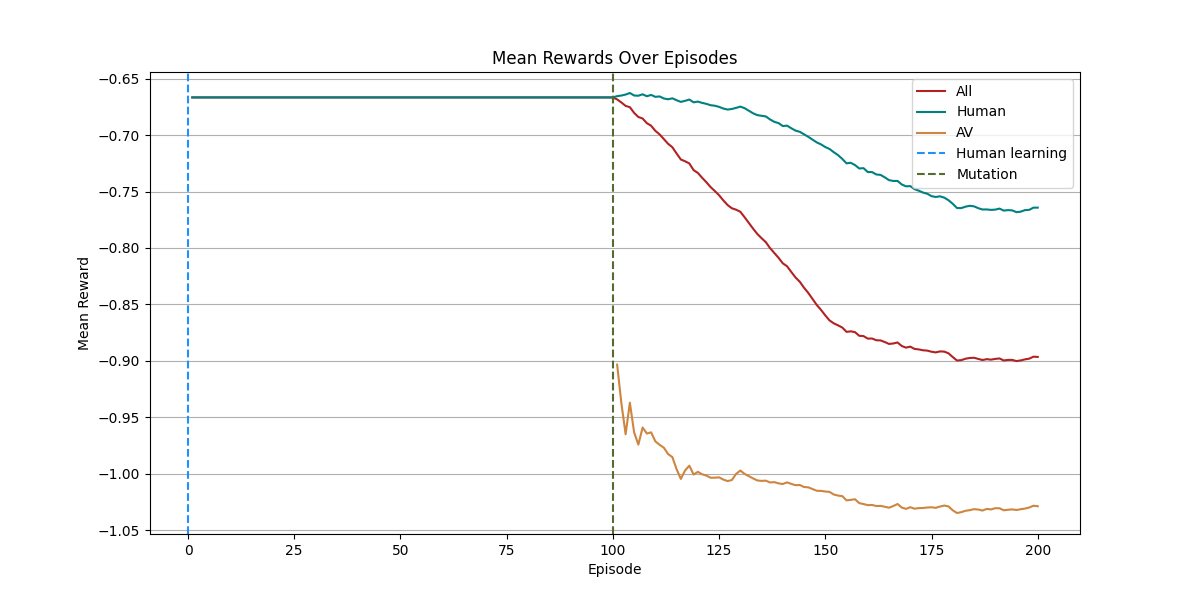 Mean Rewards Over Episodes
Mean Reward
−0.65
−0.70
−0.75
−0.80
−0.85
−0.90
−0.95
−1.00
−1.05
All
Human
AV
Human learning
Mutation
0
25
50
75
100
125
150
175
200
Episode